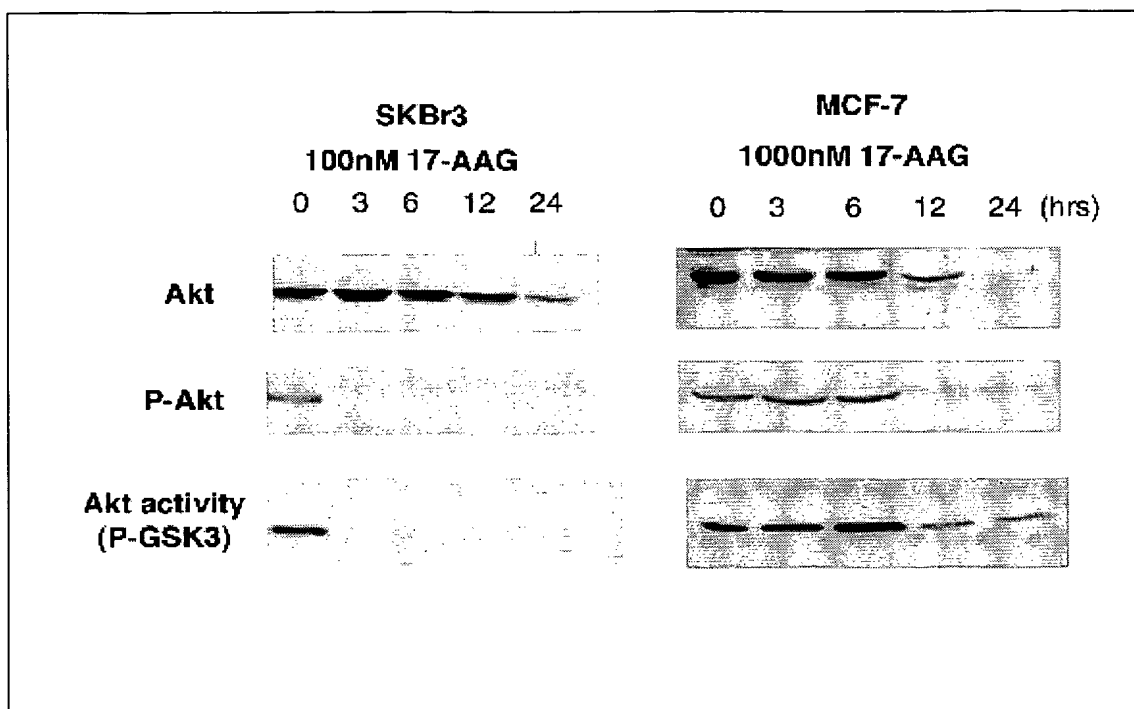 SKBr3
100nM 17-AAG
0 3 6 12 24
MCF-7
1000nM 17-AAG
0 3 6 12 24 (hrs)
Akt
P-Akt
Akt activity
(P-GSK3)